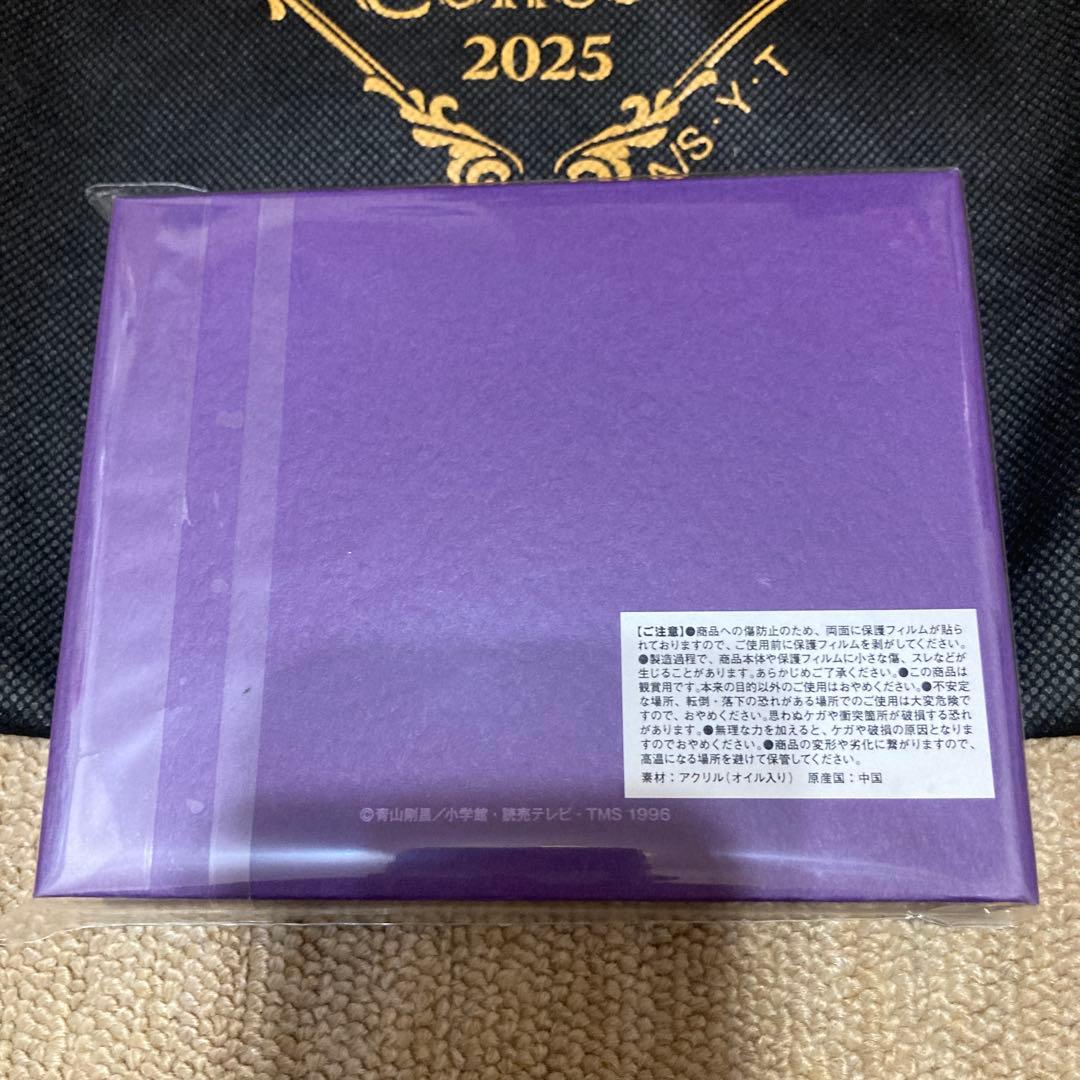 2025
S・Y・T
【ご注意】●商品への傷防止のため、両面に保護フィルムが貼ら
れておりますので、ご使用前に保護フィルムを剥がしてください。
●製造過程で、商品本体や保護フィルムに小さな傷、スレなどが
生じることがあります。あらかじめご了承ください。●この商品は
観賞用です。本来の目的以外のご使用はおやめください。●不安定
な場所、転倒・落下の恐れがある場所でのご使用は大変危険で
すので、おやめください。思わぬケガや衝突箇所が破損する恐れ
があります。●無理な力を加えると、ケガや破損の原因となりま
すのでおやめください。●商品の変形や劣化に繋がりますので、
高温になる場所を避けて保管してください。
素材：アクリル（オイル入り） 原産国：中国
©青山剛昌／小学館・読売テレビ・TMS 1996